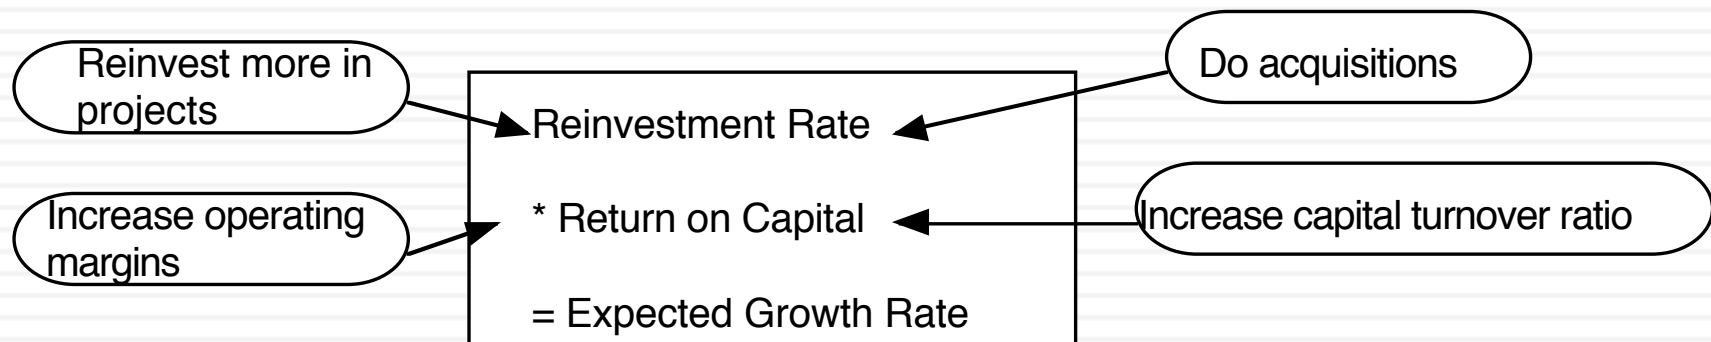 Reinvest more in
projects
Do acquisitions
Reinvestment Rate
Increase operating
margins
* Return on Capital
Increase capital turnover ratio
= Expected Growth Rate